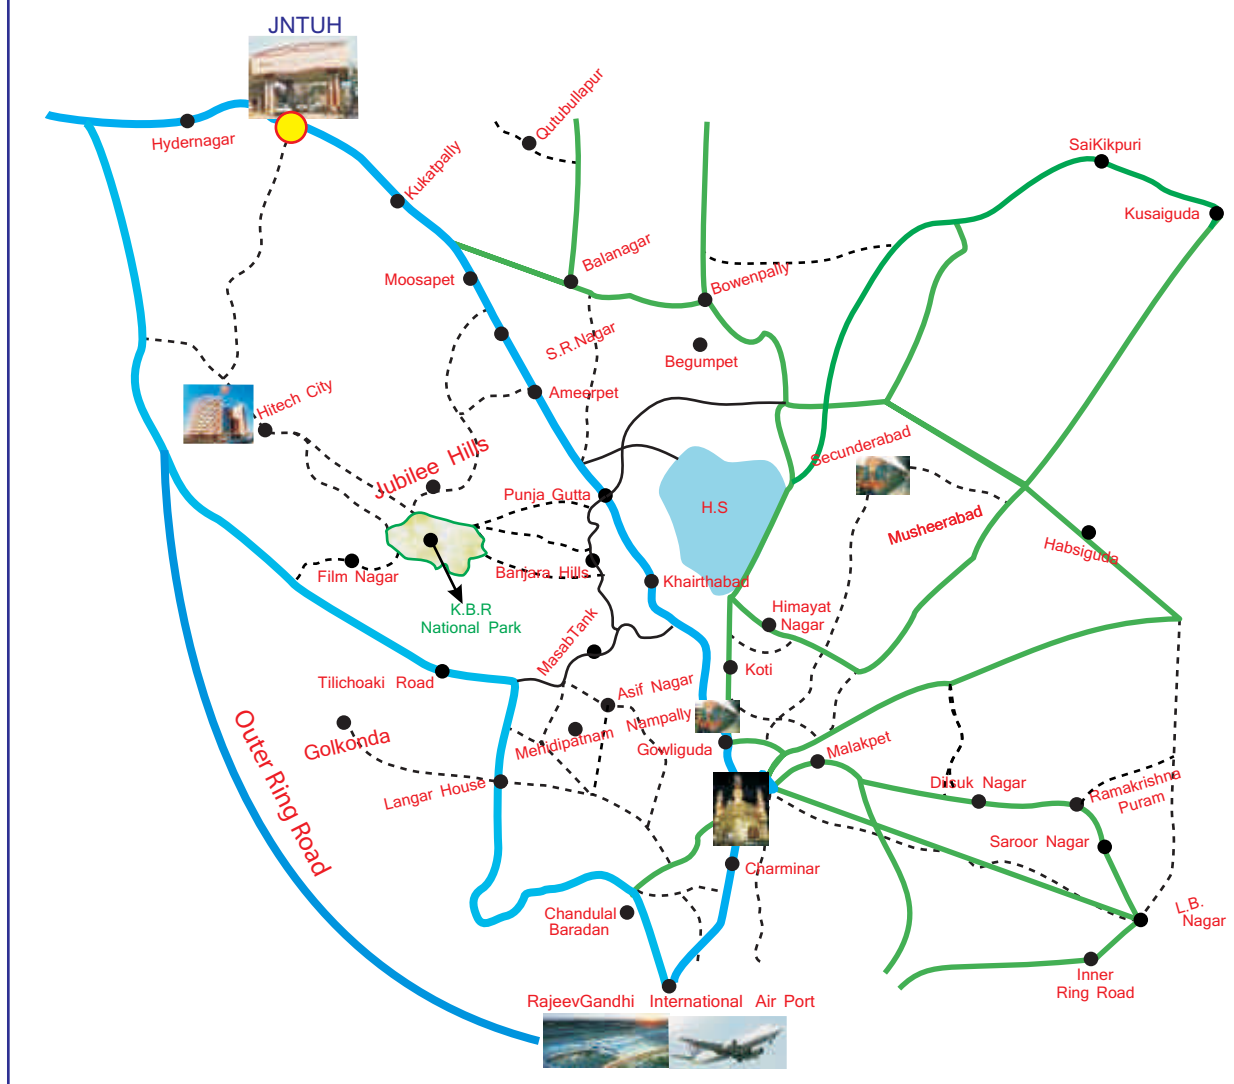 JNTUH
Qutubullapur
Hydernagar
SaiKikpuri
Kukatpally
Kusaiguda
Balanagar
Moosapet
Bowenpally
S.R.Nagar
Begumpet
Ameerpet
Hitech City
Secunderabad
Jubilee Hills
Punja Gutta
H.S
Musheerabad
Habsiguda
Film Nagar
Banjara Hills
Khairthabad
K.B.R
National Park
Himayat
Nagar
MasabTank
Koti
Tilichoaki Road
Asif Nagar
Nampally
Mehidipatnam
Golkonda
Gowliguda
Malakpet
Outer Ring Road
Langar House
Dilsuk Nagar
Ramakrishna
Puram
Saroor Nagar
Charminar
L.B.
Nagar
Chandulal
Baradan
Inner
Ring Road
RajeevGandhi International Air Port